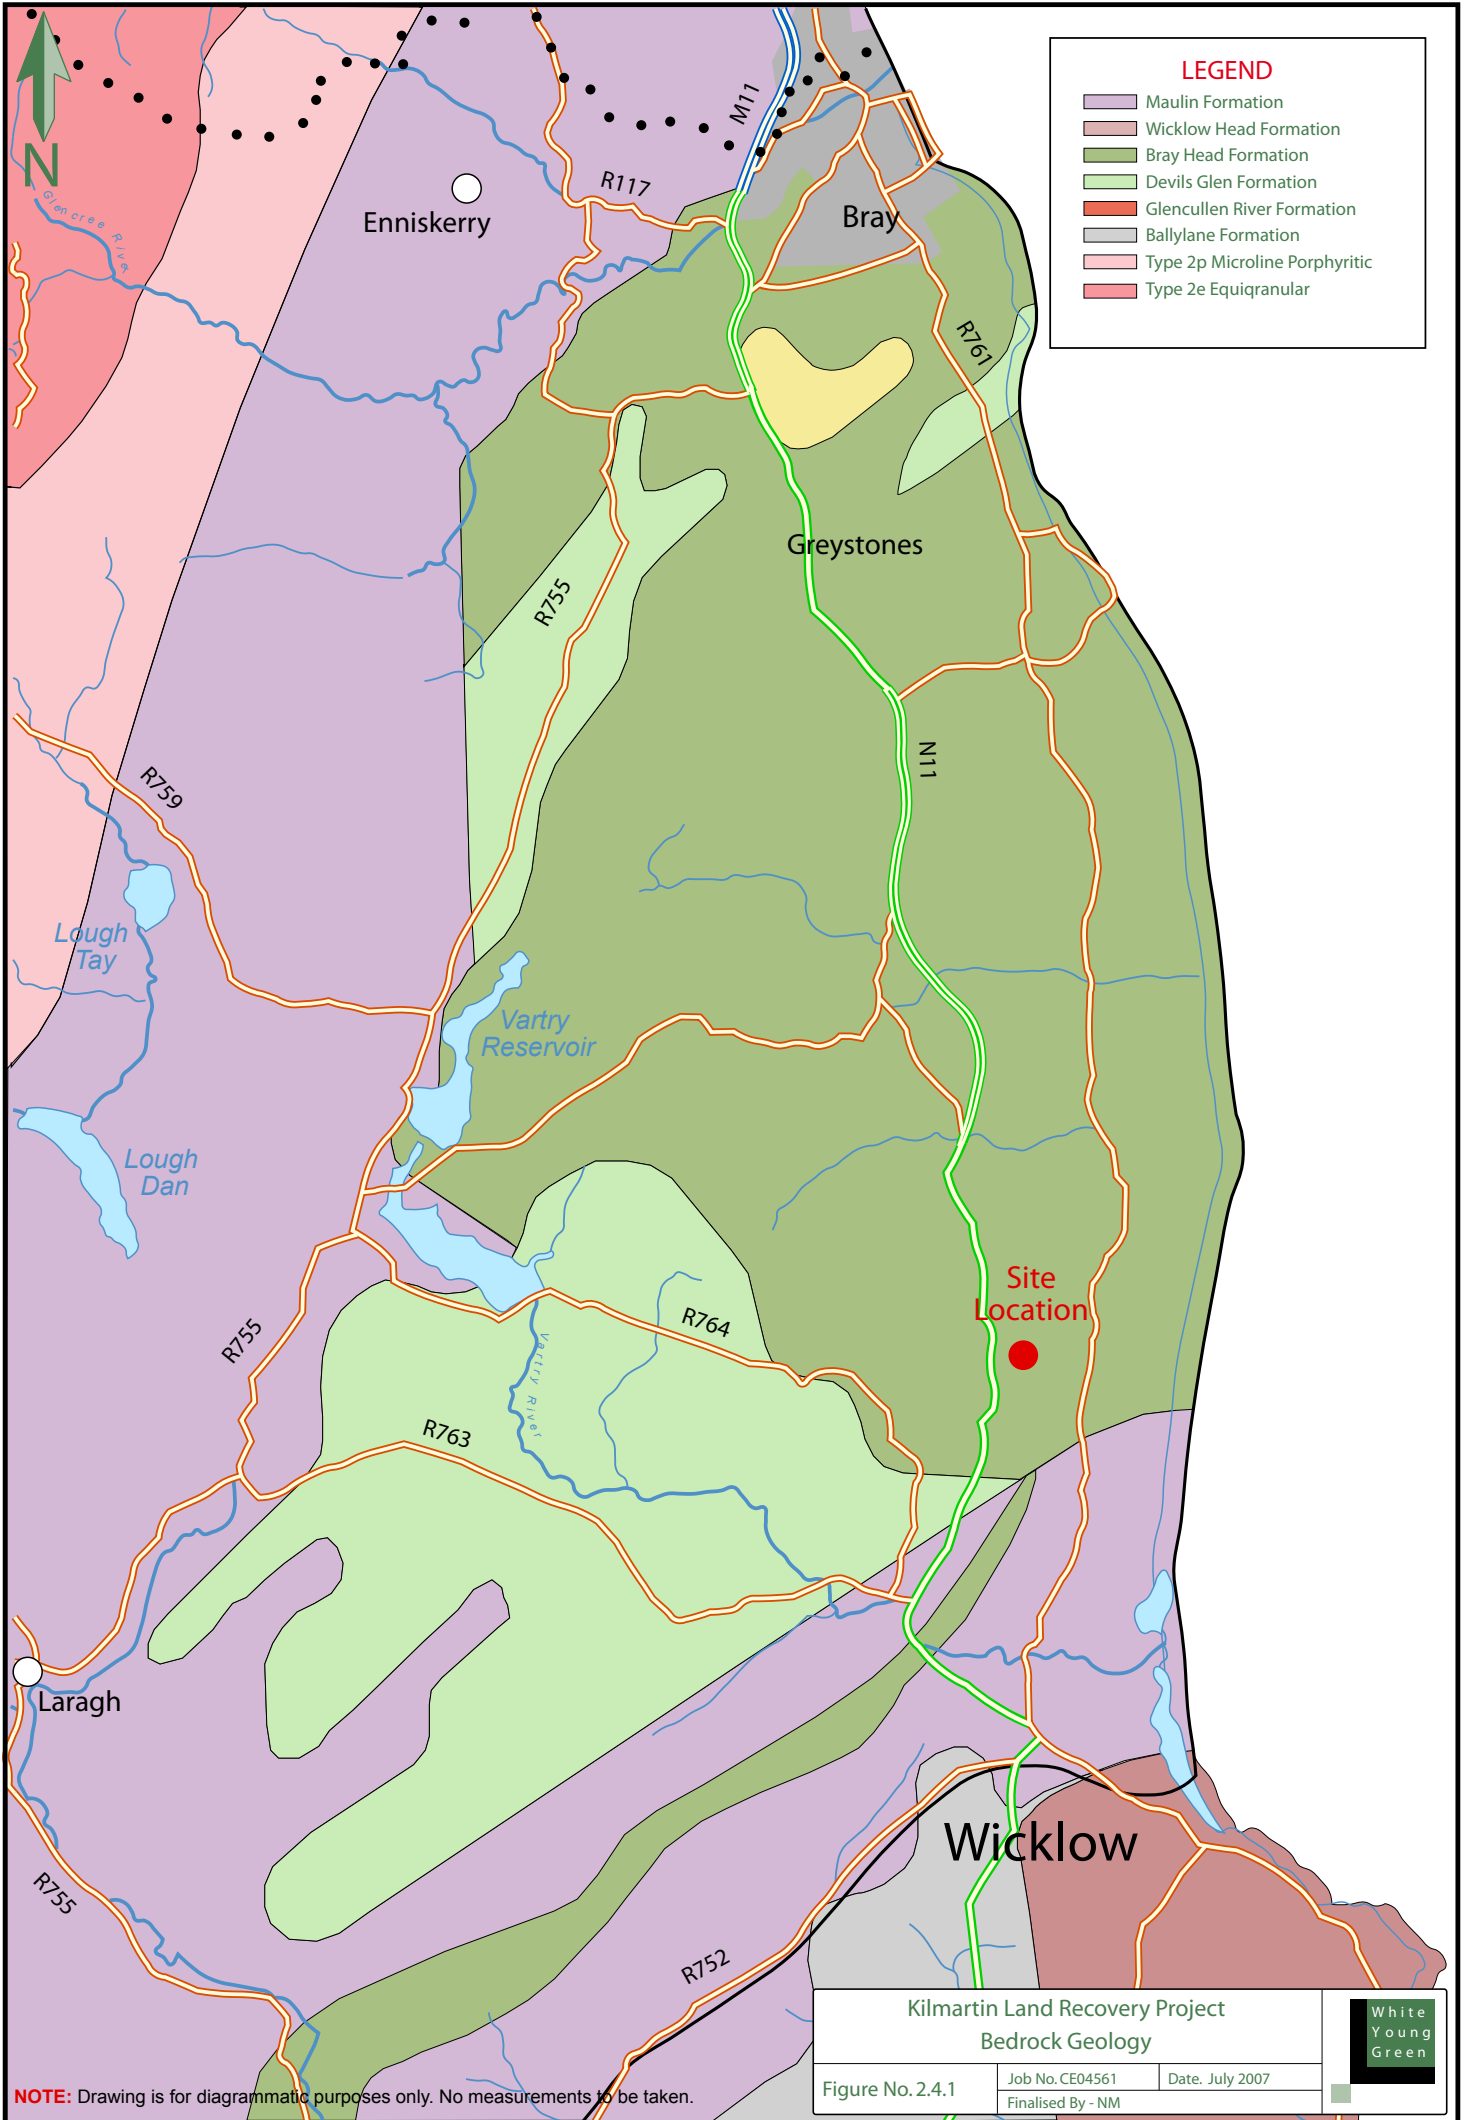 LEGEND
Maulin Formation
Wicklow Head Formation
Bray Head Formation
Devils Glen Formation
Glencullen River Formation
Ballylane Formation
Type 2p Microline Porphyritic
Type 2e Equiqranular
N
M11
Glencree River
R117
Enniskerry
Bray
R761
Greystones
R755
N11
R759
Lough
Tay
Vartry
Reservoir
Lough
Dan
Site
Location
R764
R755
Vartry River
R763
Laragh
Wicklow
R755
R752
Kilmartin Land Recovery Project
Bedrock Geology
Figure No. 2.4.1
Job No. CE04561
Date. July 2007
Finalised By - NM
White
Young
Green
NOTE: Drawing is for diagrammatic purposes only. No measurements to be taken.